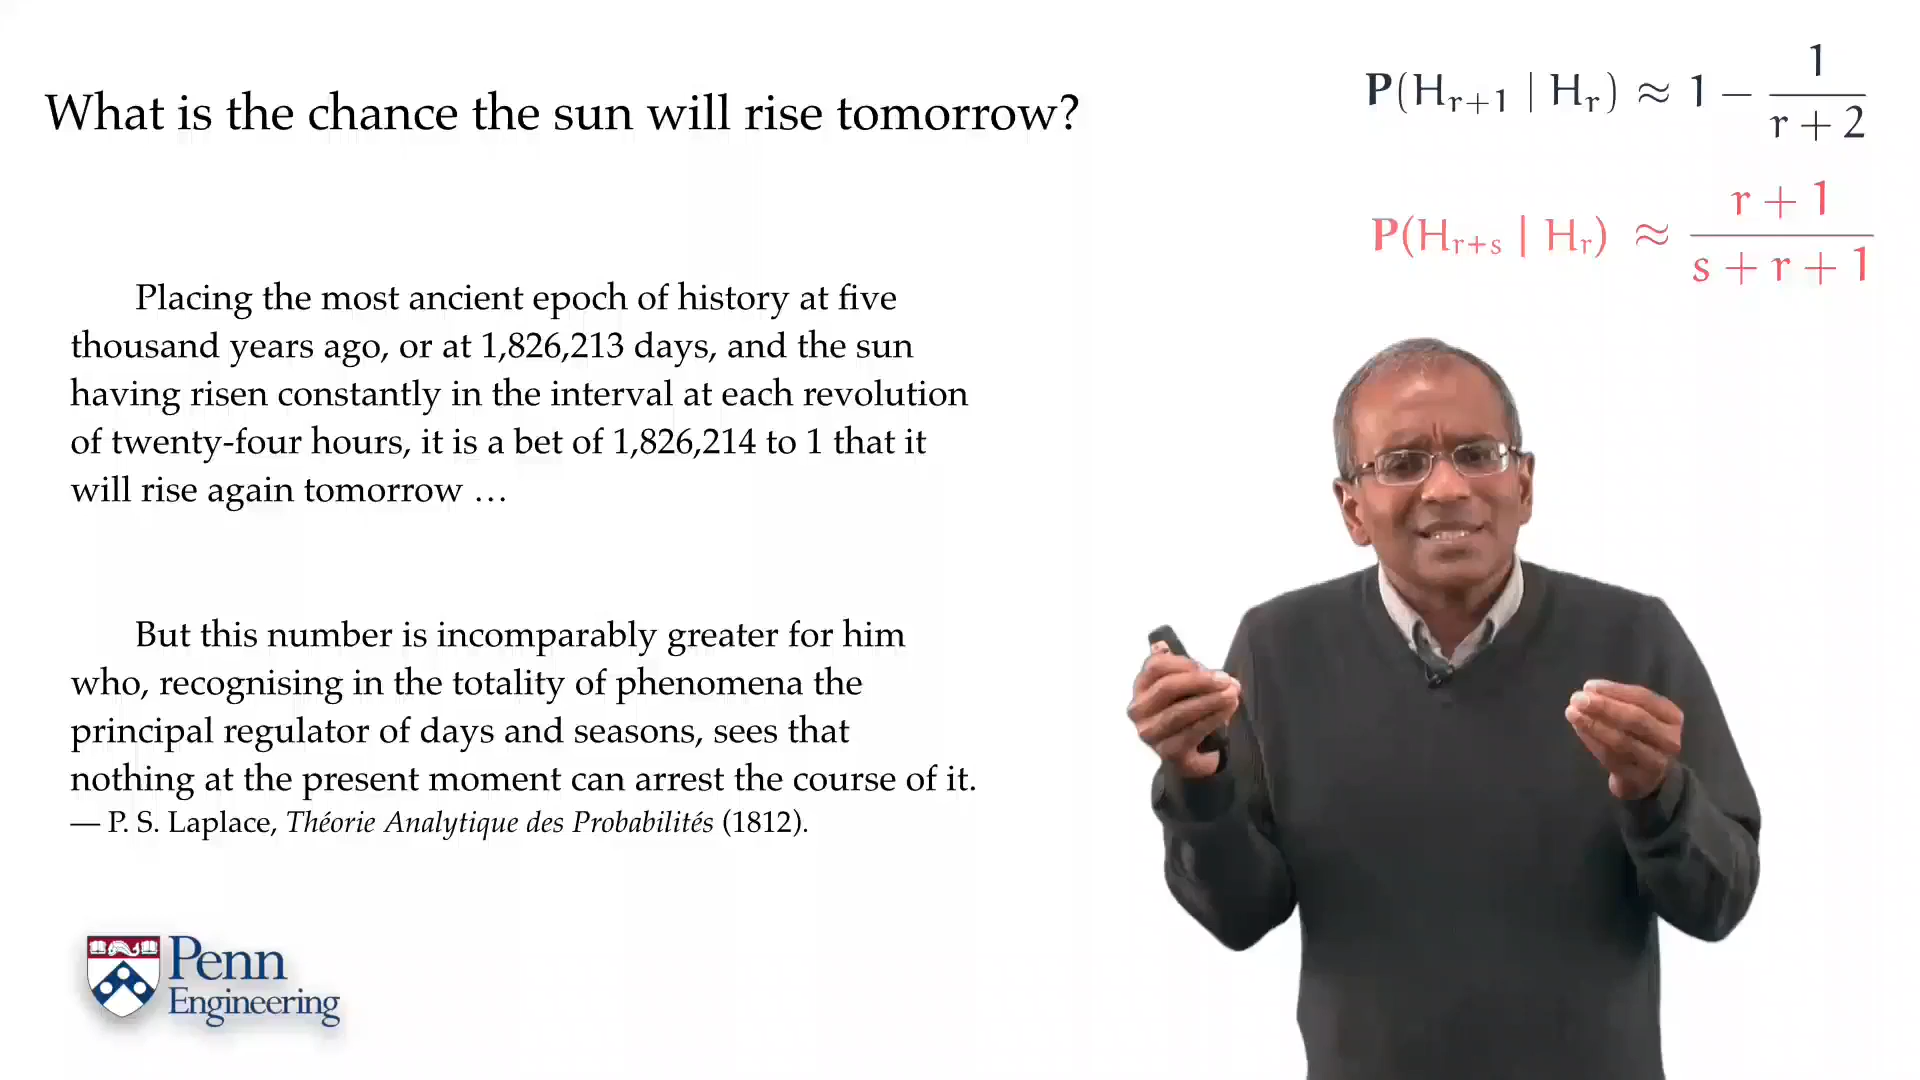 What is the chance the sun will rise tomorrow?
P(H_{r+1} | H_r) ≈ 1 − 1/(r + 2)
P(H_{r+s} | H_r) ≈ (r + 1)/(s + r + 1)
Placing the most ancient epoch of history at five
thousand years ago, or at 1,826,213 days, and the sun
having risen constantly in the interval at each revolution
of twenty-four hours, it is a bet of 1,826,214 to 1 that it
will rise again tomorrow …
But this number is incomparably greater for him
who, recognising in the totality of phenomena the
principal regulator of days and seasons, sees that
nothing at the present moment can arrest the course of it.
— P. S. Laplace, Théorie Analytique des Probabilités (1812).
Penn
Engineering